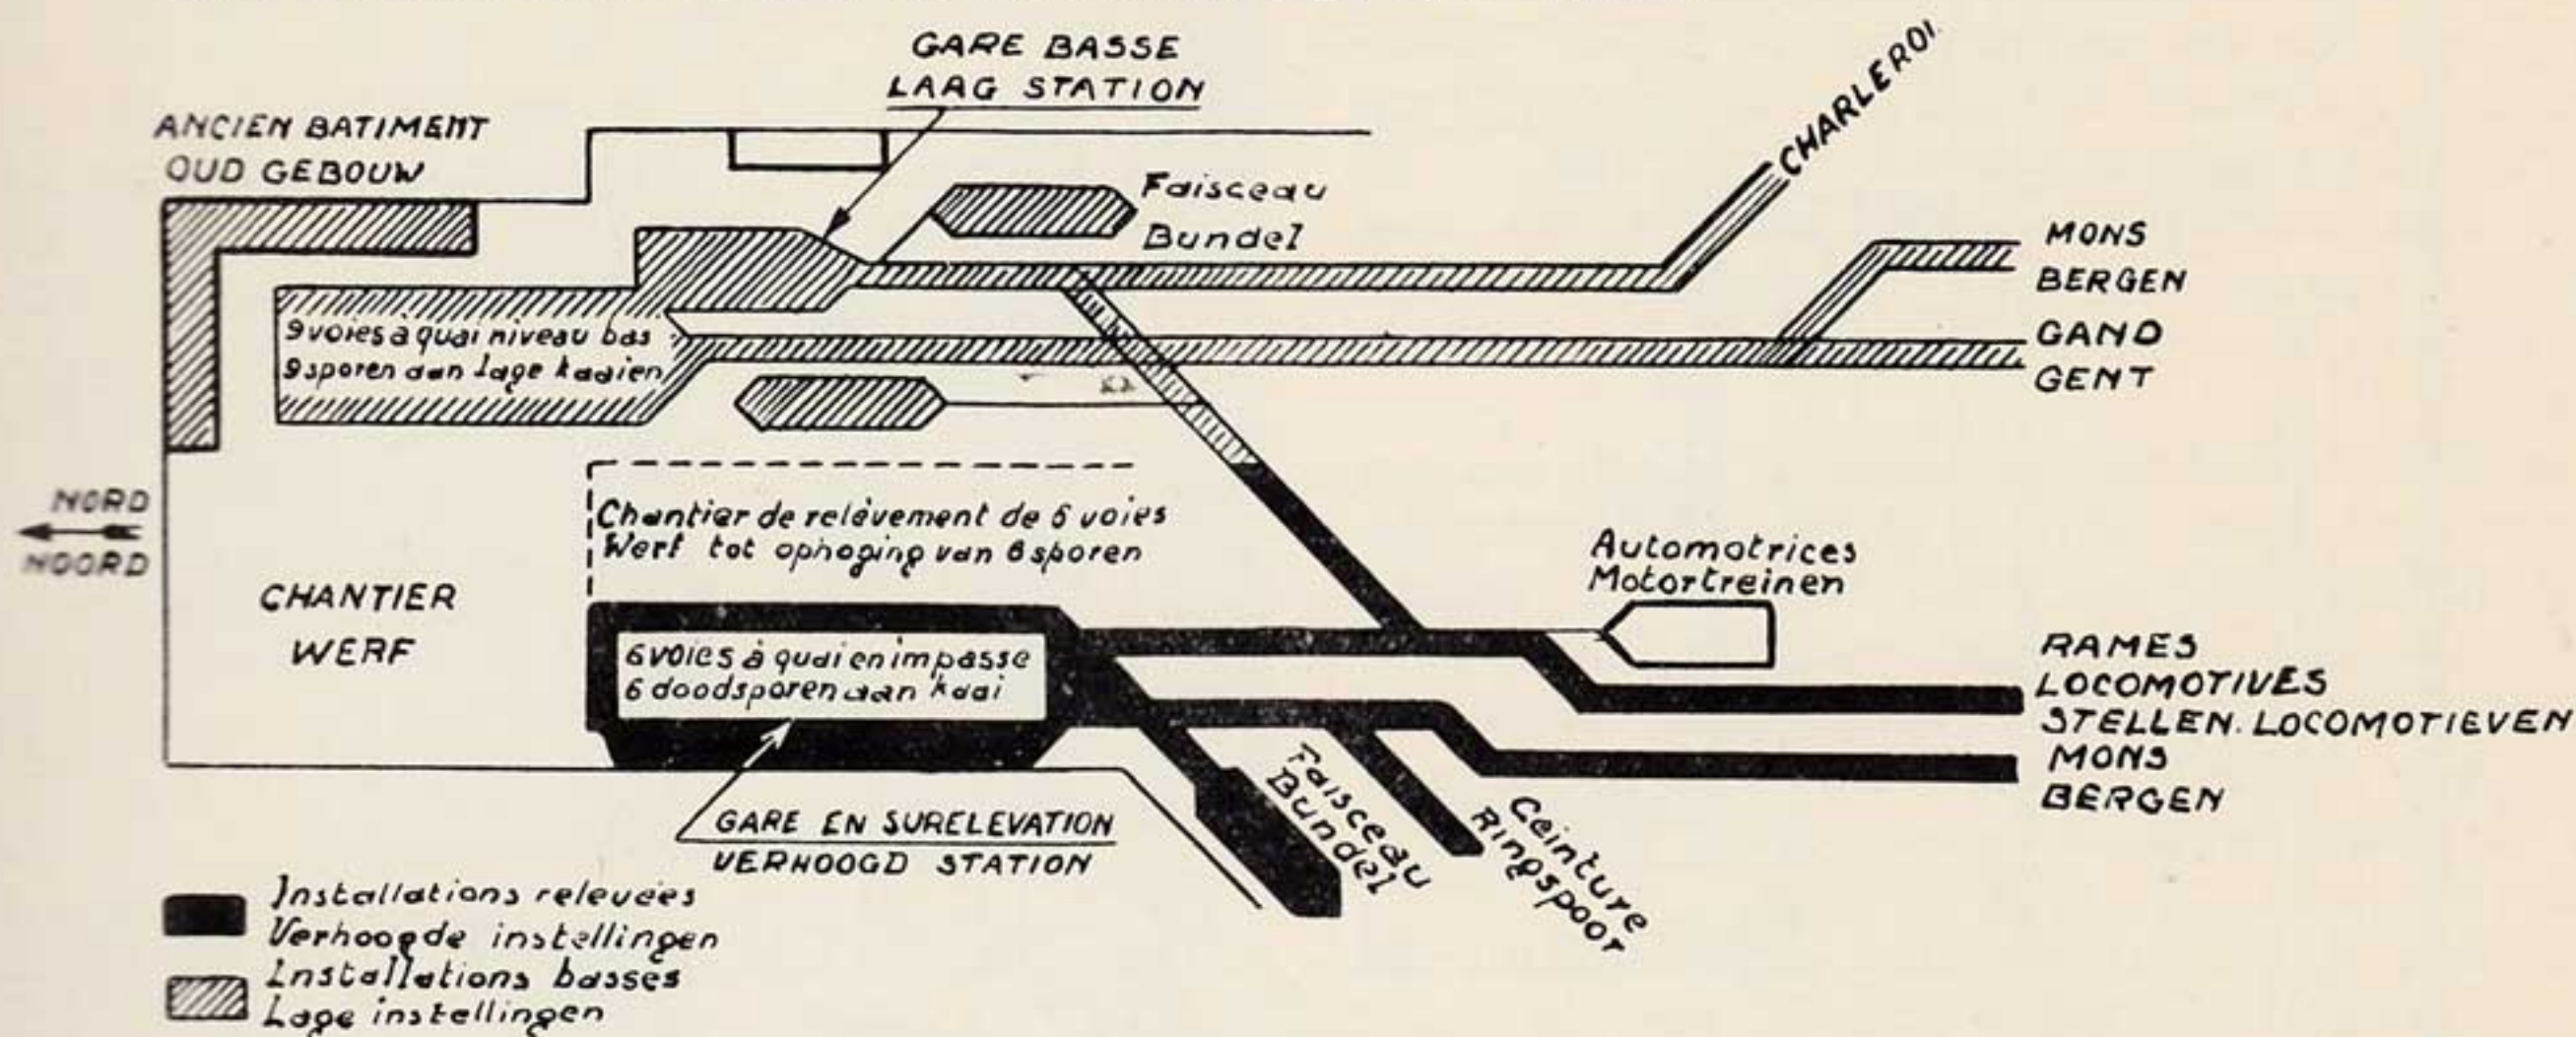 GARE BASSE
LAAG STATION
CHARLEROI
ANCIEN BATIMENT
OUD GEBOUW
Faisceau
Bundel
MONS
BERGEN
GAND
GENT
9 voies à quai niveau bas
9 sporen aan lage kaaien
NORD
NOORD
Chantier de relèvement de 6 voies
Werf tot ophoging van 6 sporen
CHANTIER
WERF
Automotrices
Motortreinen
6 voies à quai en impasse
6 doodsporen aan kaai
RAMES
LOCOMOTIVES
STELLEN. LOCOMOTIEVEN
MONS
BERGEN
GARE EN SURELEVATION
VERHOOGD STATION
Faisceau
Bundel
Ceinture
Ringspoor
Installations relevées
Verhoogde instellingen
Installations basses
Lage instellingen